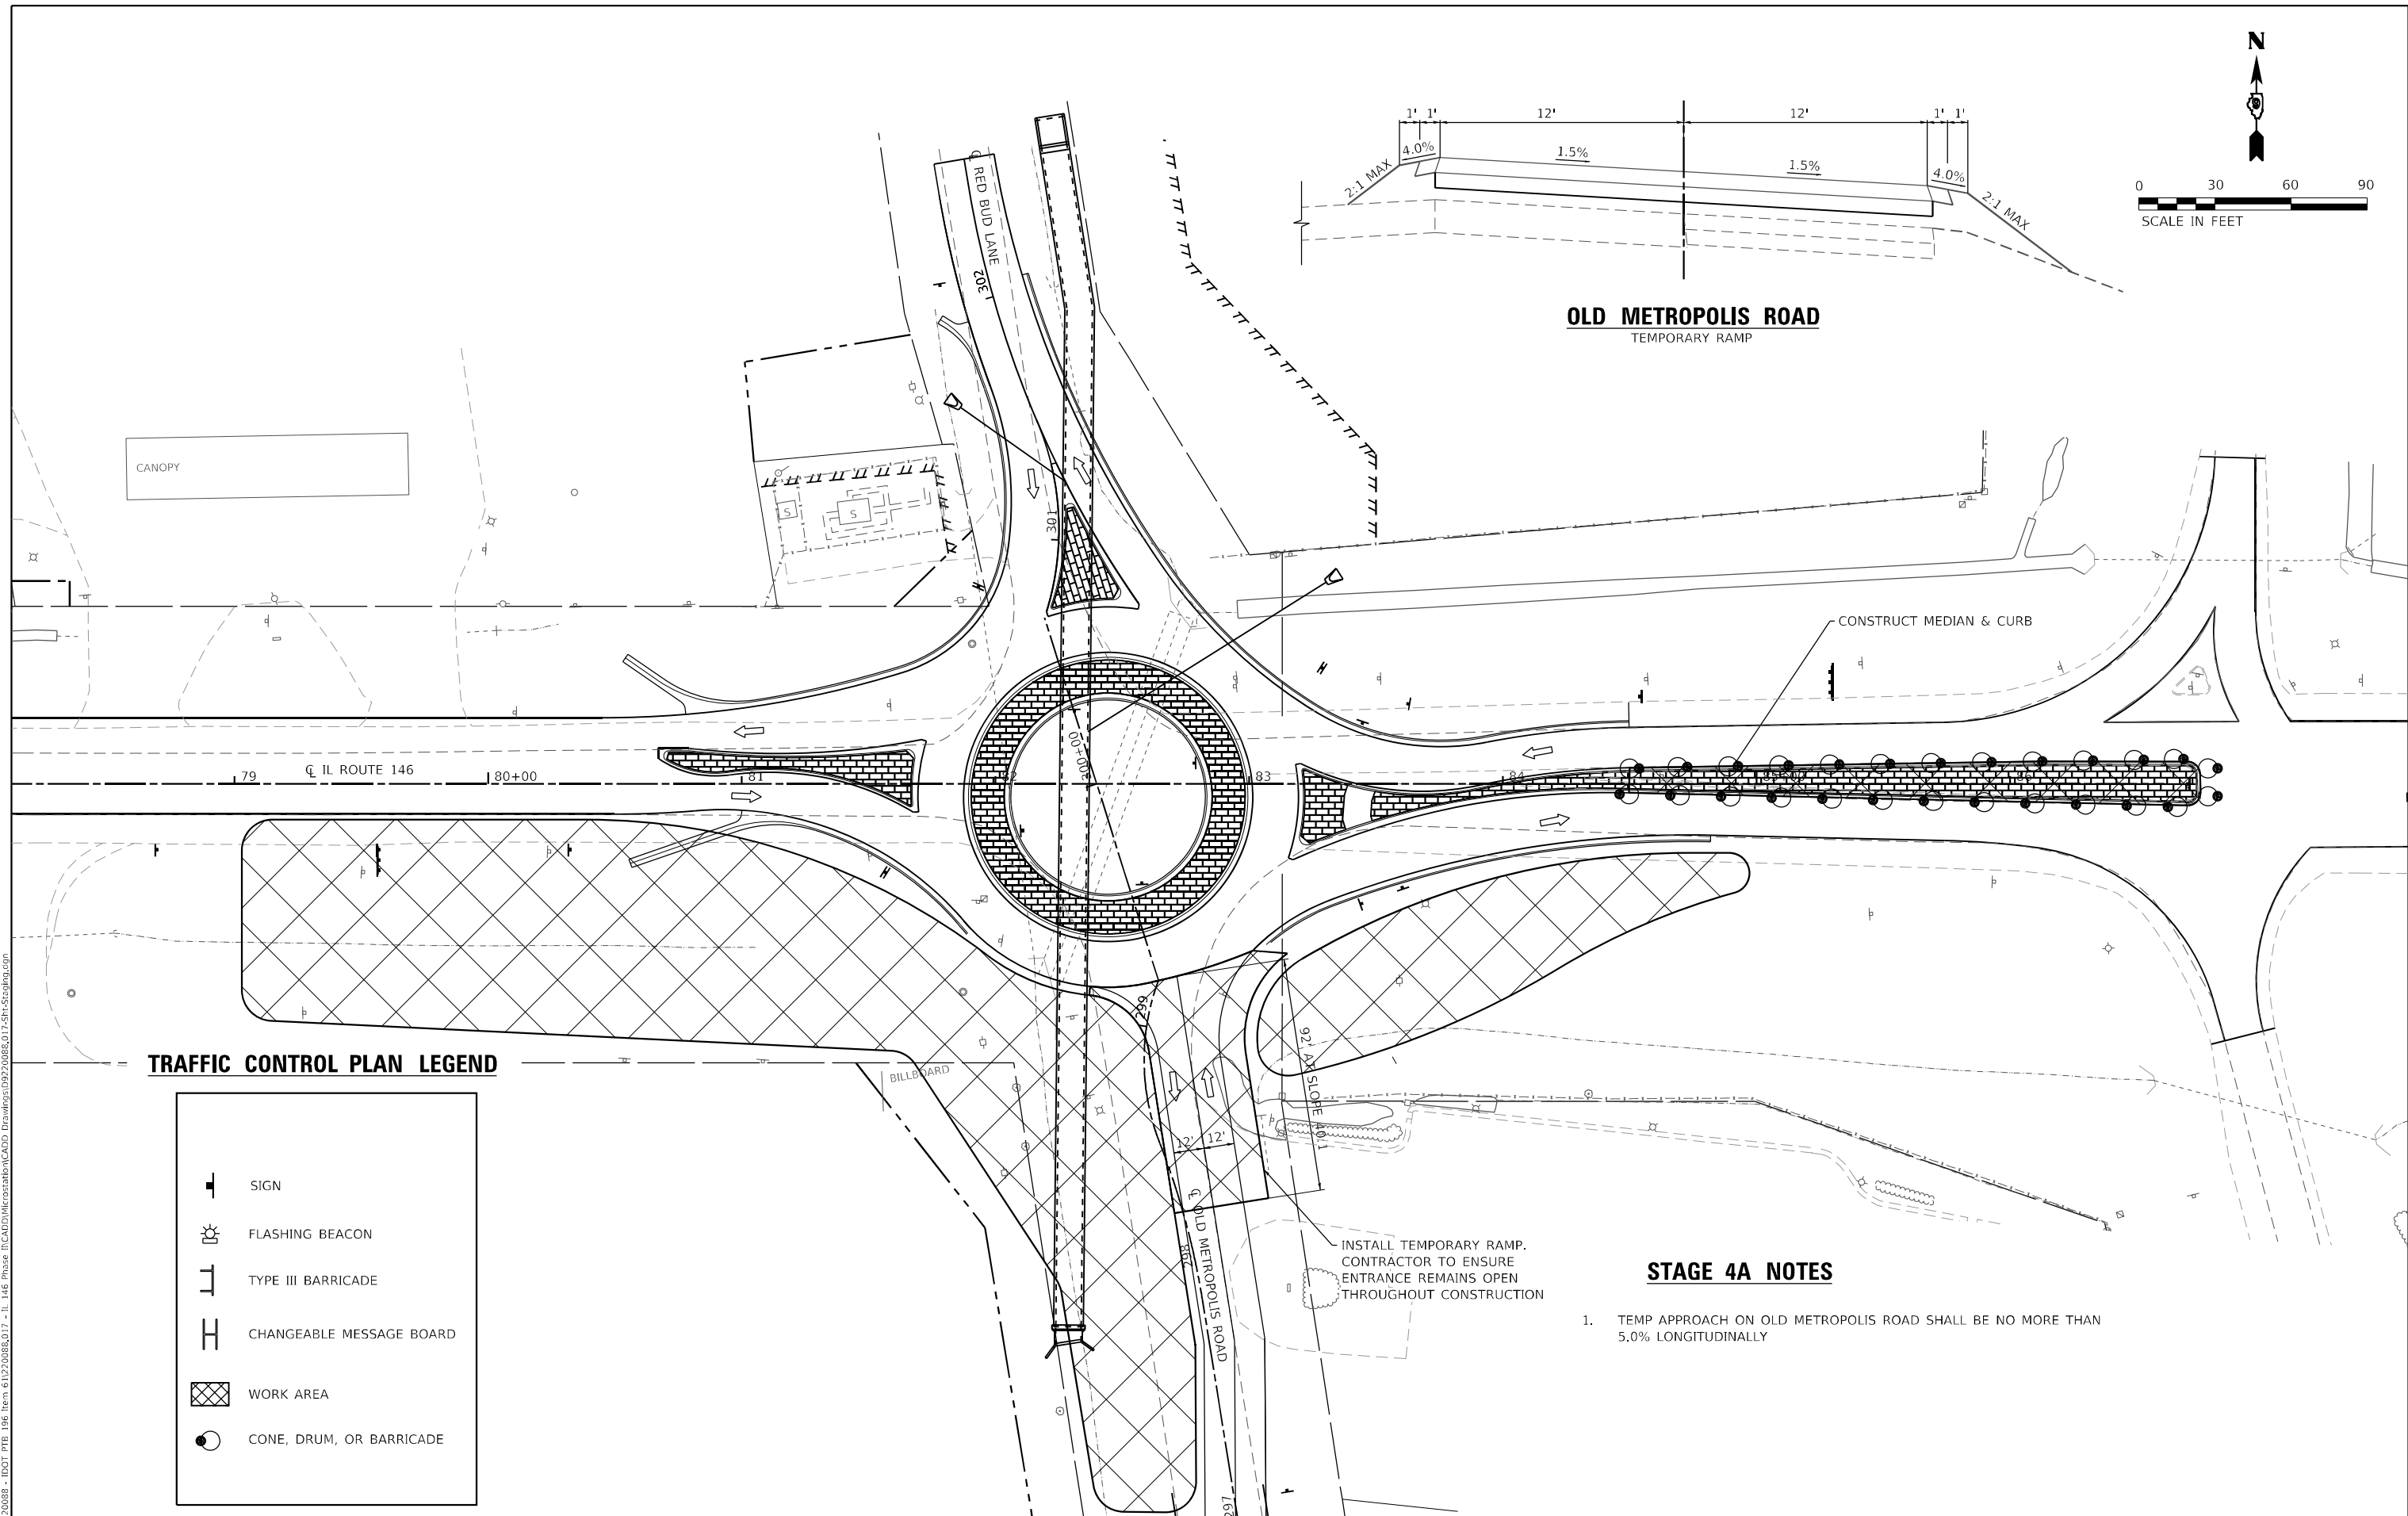 N
0 30 60 90
SCALE IN FEET
1' 1' 12' 12' 1' 1'
4.0% 1.5% 1.5% 4.0%
2:1 MAX 2:1 MAX
OLD METROPOLIS ROAD
TEMPORARY RAMP
℄ RED BUD LANE
302
301
CANOPY
S S
CONSTRUCT MEDIAN & CURB
300+00
79 ℄ IL ROUTE 146 80+00 81 82 83 84 86
299
92' AT SLOPE 40:1
BILLBOARD
12' 12'
℄ OLD METROPOLIS ROAD
298
297
INSTALL TEMPORARY RAMP.
CONTRACTOR TO ENSURE
ENTRANCE REMAINS OPEN
THROUGHOUT CONSTRUCTION
TRAFFIC CONTROL PLAN LEGEND
SIGN
FLASHING BEACON
TYPE III BARRICADE
CHANGEABLE MESSAGE BOARD
WORK AREA
CONE, DRUM, OR BARRICADE
STAGE 4A NOTES
1. TEMP APPROACH ON OLD METROPOLIS ROAD SHALL BE NO MORE THAN
5.0% LONGITUDINALLY